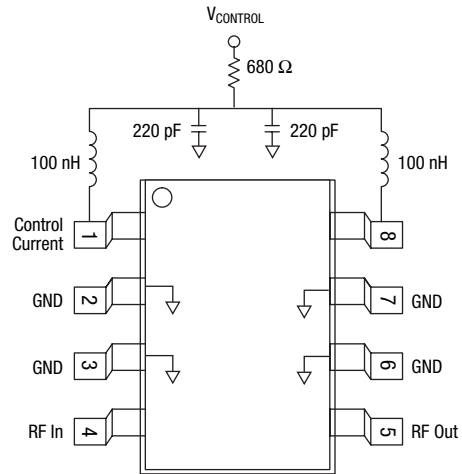 V_CONTROL
680 Ω
220 pF
220 pF
100 nH
100 nH
Control
Current
1
8
GND
2
7
GND
GND
3
6
GND
RF In
4
5
RF Out